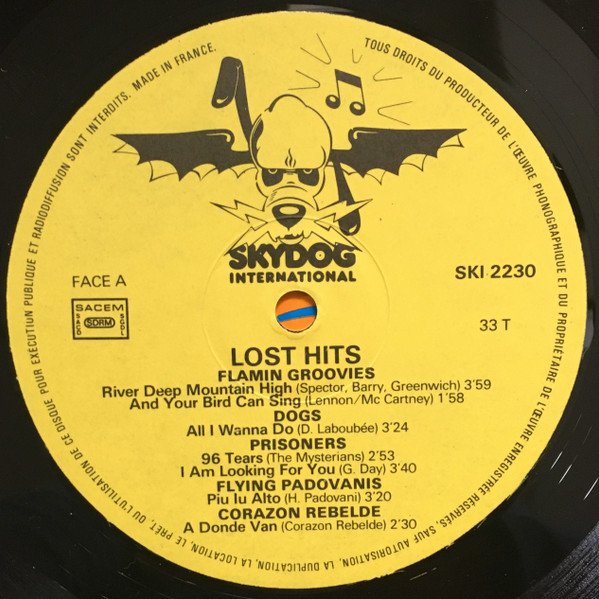 TOUS DROITS DU PRODUCTEUR DE L'ŒUVRE PHONOGRAPHIQUE ET DU PROPRIÉTAIRE DE L'ŒUVRE ENREGISTRÉE RÉSERVÉS. SAUF AUTORISATION, LA DUPLICATION, LA LOCATION, LE PRÊT, OU L'UTILISATION DE CE DISQUE POUR EXÉCUTION PUBLIQUE ET RADIODIFFUSION SONT INTERDITS. MADE IN FRANCE.
SKYDOG
INTERNATIONAL
FACE A
SKI 2230
SACEM
SACD SDRM SGDL
33 T
LOST HITS
FLAMIN GROOVIES
River Deep Mountain High (Spector, Barry, Greenwich) 3'59
And Your Bird Can Sing (Lennon/Mc Cartney) 1'58
DOGS
All I Wanna Do (D. Laboubée) 3'24
PRISONERS
96 Tears (The Mysterians) 2'53
I Am Looking For You (G. Day) 3'40
FLYING PADOVANIS
Piu lu Alto (H. Padovani) 3'20
CORAZON REBELDE
A Donde Van (Corazon Rebelde) 2'30